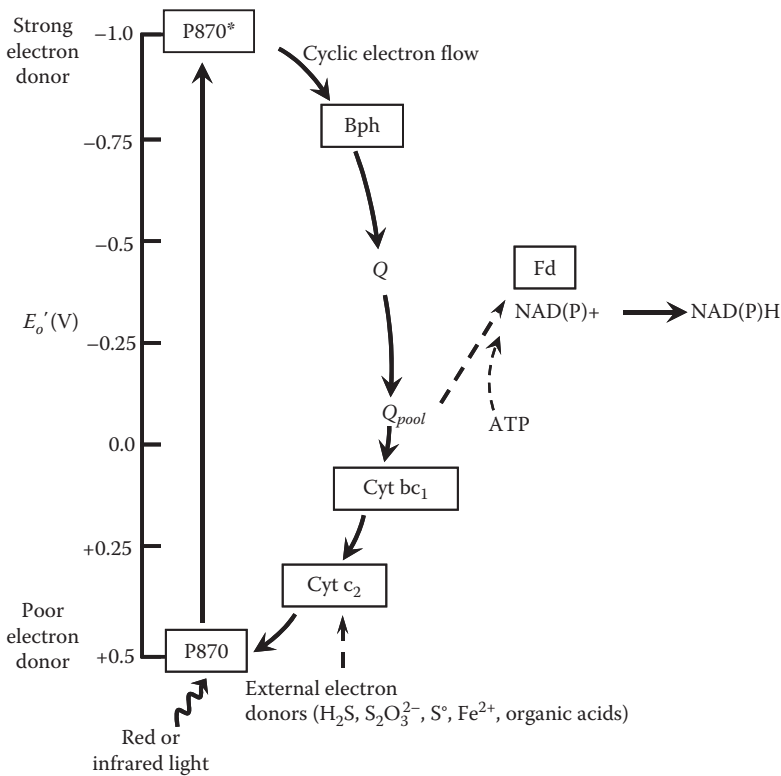 Strong
electron
donor
−1.0
P870*
Cyclic electron flow
Bph
−0.75
−0.5
Q
Fd
NAD(P)+
NAD(P)H
Eₒ′(V)
−0.25
Q_pool
ATP
0.0
Cyt bc₁
+0.25
Cyt c₂
Poor
electron
donor
+0.5
P870
External electron
donors (H₂S, S₂O₃²⁻, S°, Fe²⁺, organic acids)
Red or
infrared light